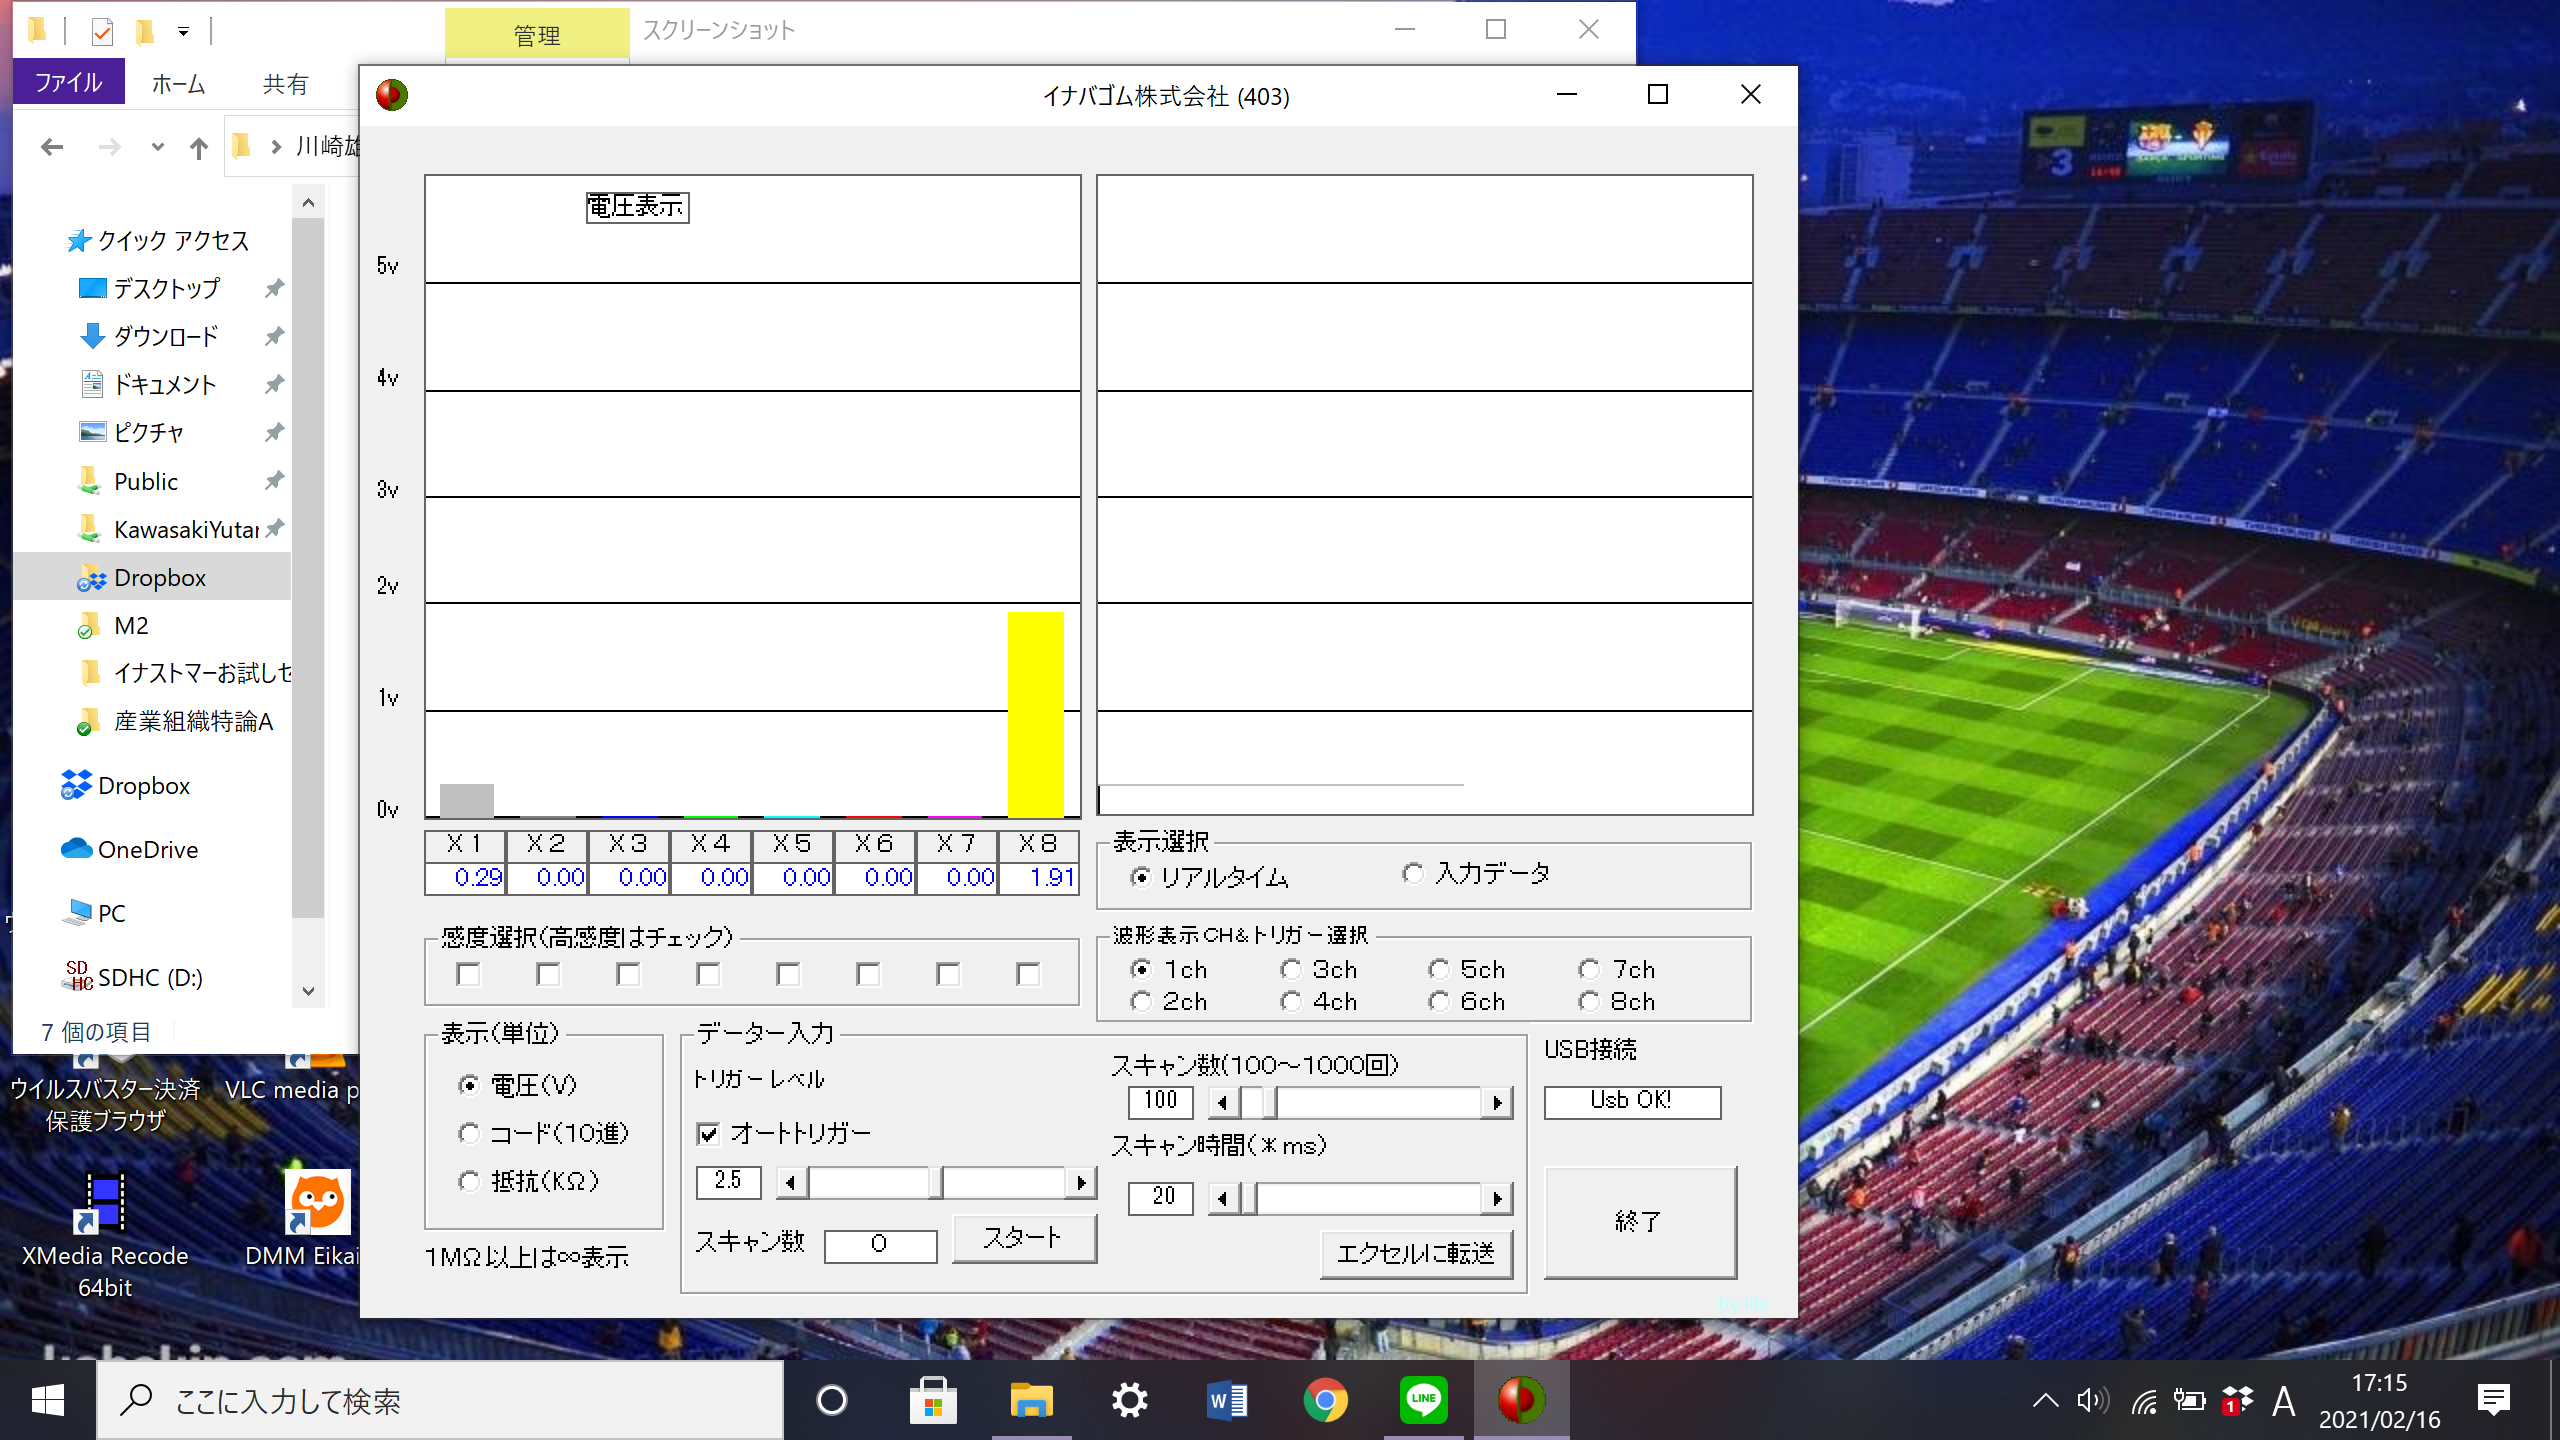 管理
スクリーンショット
ファイル
ホーム
共有
川崎雄
クイック アクセス
デスクトップ
ダウンロード
ドキュメント
ピクチャ
Public
KawasakiYutar
Dropbox
M2
イナストマーお試しセ
産業組織特論A
Dropbox
OneDrive
PC
SDHC (D:)
7 個の項目
イナバゴム株式会社 (403)
電圧表示
5v
4v
3v
2v
1v
0v
X1 X2 X3 X4 X5 X6 X7 X8
0.29 0.00 0.00 0.00 0.00 0.00 0.00 1.91
感度選択(高感度はチェック)
表示(単位)
電圧(V)
コード(10進)
抵抗(KΩ)
1MΩ以上は∞表示
データー入力
トリガーレベル
オートトリガー
2.5
スキャン数 0 スタート
スキャン数(100～1000回)
100
スキャン時間(＊ms)
20
エクセルに転送
表示選択
リアルタイム 入力データ
波形表示CH&トリガー選択
1ch 3ch 5ch 7ch
2ch 4ch 6ch 8ch
USB接続
Usb OK!
終了
by ids
ウイルスバスター決済
保護ブラウザ
VLC media p
XMedia Recode
64bit
DMM Eikai
ここに入力して検索
LINE
A
17:15
2021/02/16